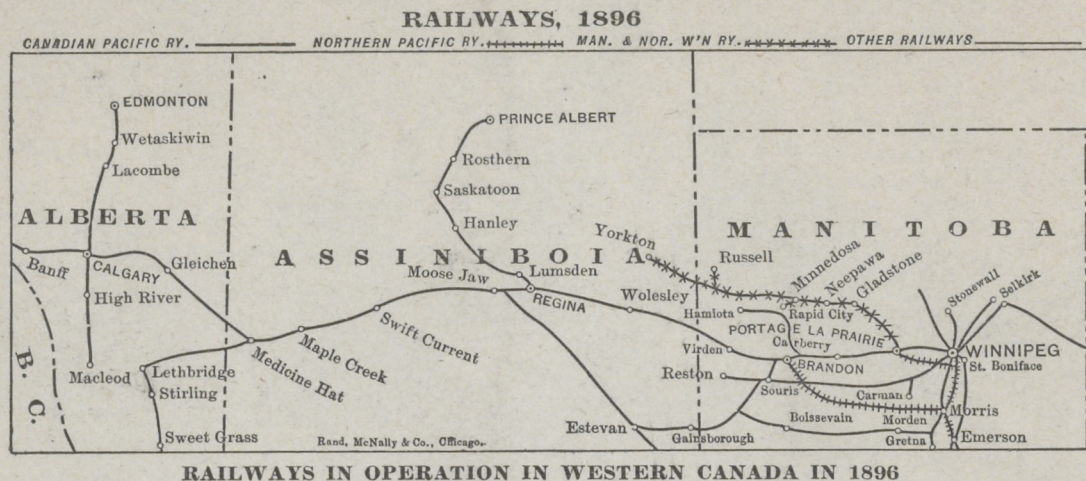 RAILWAYS, 1896
CANADIAN PACIFIC RY. NORTHERN PACIFIC RY. MAN. & NOR. W'N RY. OTHER RAILWAYS
EDMONTON
PRINCE ALBERT
Wetaskiwin
Rosthern
Lacombe
Saskatoon
ALBERTA
Hanley
MANITOBA
Yorkton
ASSINIBOIA
Russell
Minnedosa
Neepawa
Gladstone
Banff
CALGARY
Gleichen
Moose Jaw
Lumsden
Stonewall
Selkirk
High River
REGINA
Wolesley
Hamiota
Rapid City
Swift Current
PORTAGE LA PRAIRIE
Maple Creek
Virden
Carberry
WINNIPEG
B. C.
Macleod
Lethbridge
Medicine Hat
Reston
BRANDON
St. Boniface
Stirling
Souris
Carman
Boissevain
Morden
Morris
Sweet Grass
Rand, McNally & Co., Chicago.
Estevan
Gainsborough
Gretna
Emerson
RAILWAYS IN OPERATION IN WESTERN CANADA IN 1896